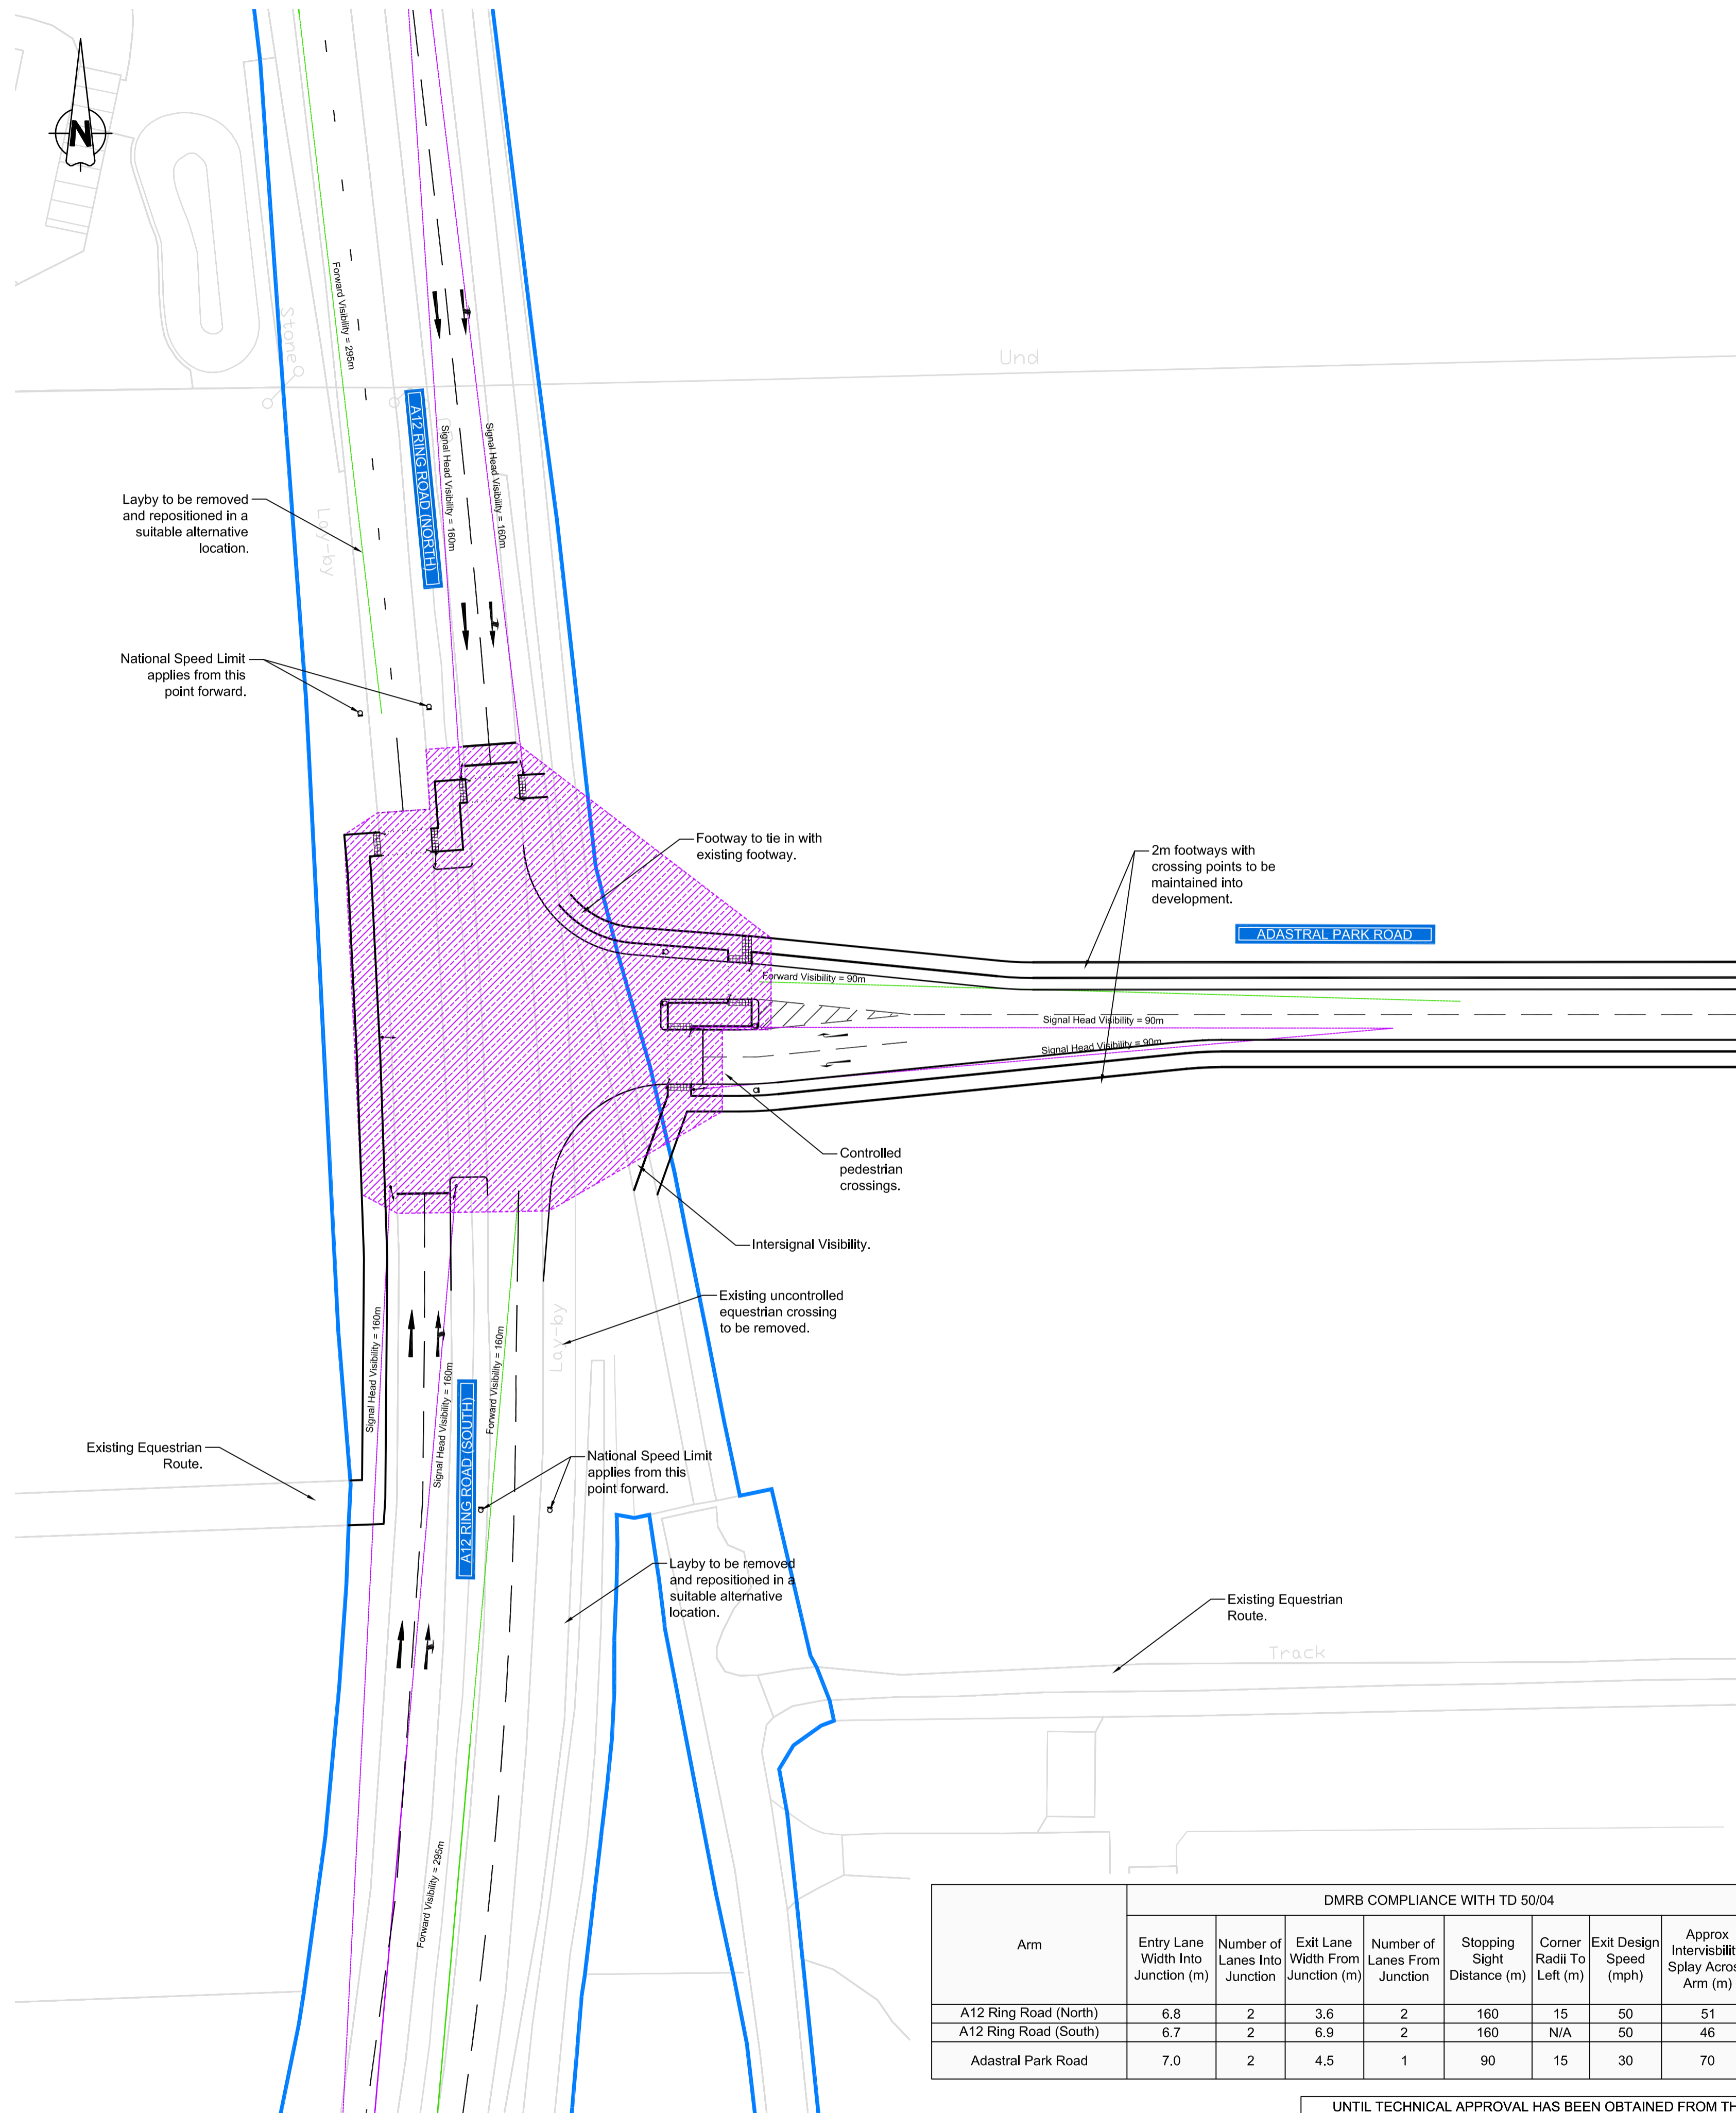 N
Stone
Und
Forward Visibility = 295m
A12 RING ROAD (NORTH)
Signal Head Visibility = 160m
Signal Head Visibility = 160m
Layby to be removed
and repositioned in a
suitable alternative
location.
Lay-by
National Speed Limit
applies from this
point forward.
Footway to tie in with
existing footway.
2m footways with
crossing points to be
maintained into
development.
ADASTRAL PARK ROAD
Forward Visibility = 90m
Signal Head Visibility = 90m
Signal Head Visibility = 90m
Controlled
pedestrian
crossings.
Intersignal Visibility.
Existing uncontrolled
equestrian crossing
to be removed.
Lay-by
Signal Head Visibility = 160m
Signal Head Visibility = 160m
Forward Visibility = 160m
A12 RING ROAD (SOUTH)
Existing Equestrian
Route.
National Speed Limit
applies from this
point forward.
Layby to be removed
and repositioned in a
suitable alternative
location.
Existing Equestrian
Route.
Track
Forward Visibility = 295m
DMRB COMPLIANCE WITH TD 50/04
Arm
Entry Lane
Width Into
Junction (m)
Number of
Lanes Into
Junction
Exit Lane
Width From
Junction (m)
Number of
Lanes From
Junction
Stopping
Sight
Distance (m)
Corner
Radii To
Left (m)
Exit Design
Speed
(mph)
Approx
Splay
Arm (m)
A12 Ring Road (North) 6.8 2 3.6 2 160 15 50 51
A12 Ring Road (South) 6.7 2 6.9 2 160 N/A 50 46
Adastral Park Road 7.0 2 4.5 1 90 15 30 70
UNTIL TECHNICAL APPROVAL HAS BEEN OBTAINED FROM